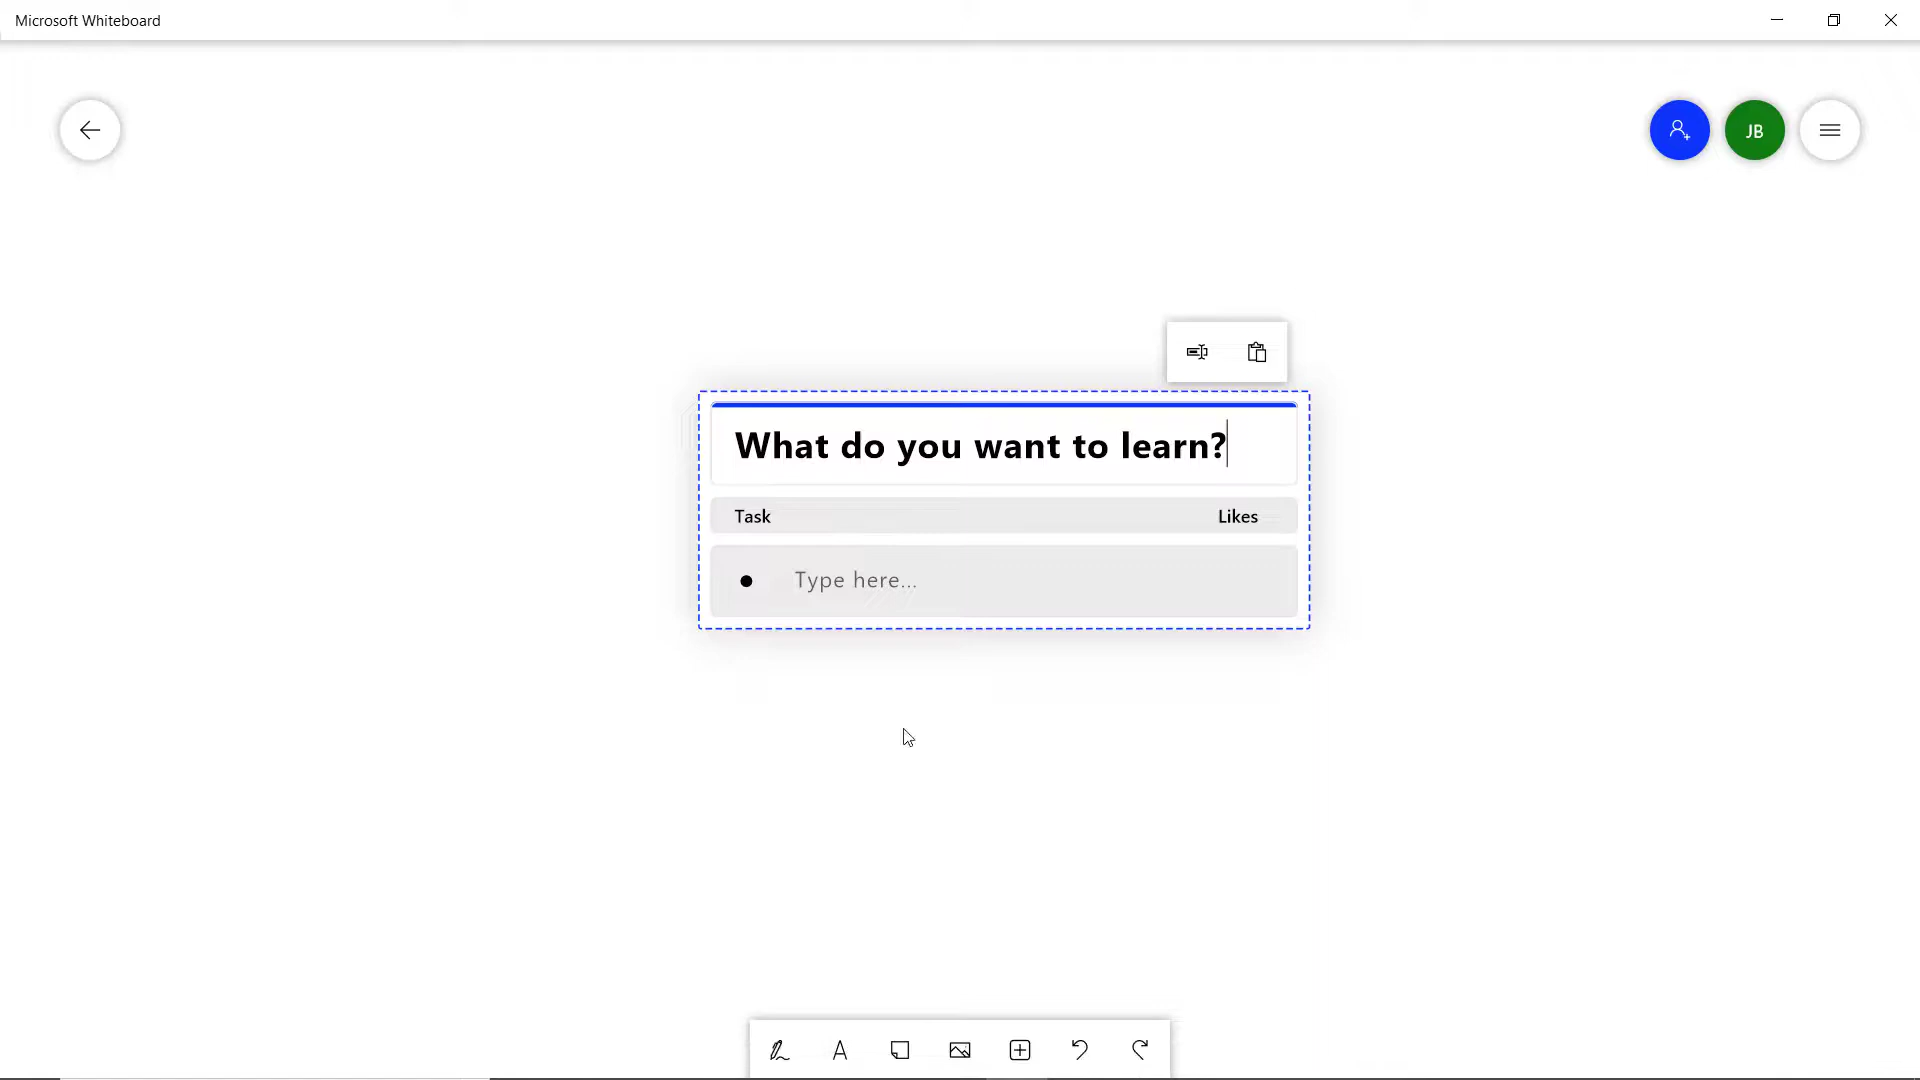 Microsoft Whiteboard
JB
What do you want to learn?
Task Likes
Type here...